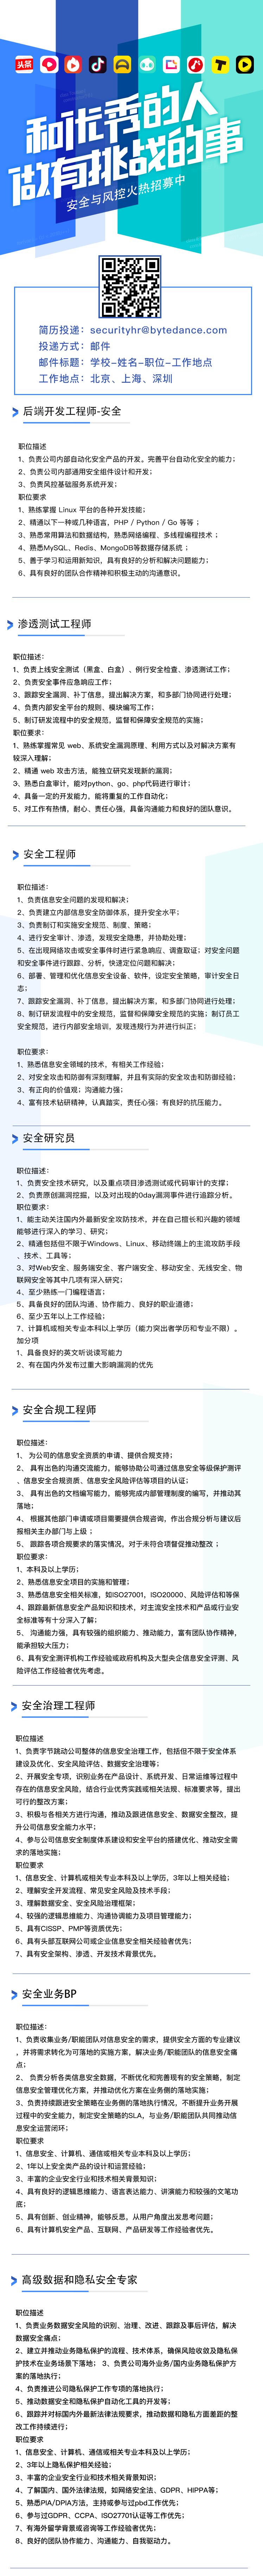 头条
和优秀的人
做有挑战的事
安全与风控火热招募中
简历投递：securityhr@bytedance.com
投递方式：邮件
邮件标题：学校-姓名-职位-工作地点
工作地点：北京、上海、深圳
后端开发工程师-安全
职位描述
1、负责公司内部自动化安全产品的开发。完善平台自动化安全的能力；
2、负责公司内部通用安全组件设计和开发；
3、负责风控基础服务系统开发；
职位要求
1、熟练掌握 Linux 平台的各种开发技能；
2、精通以下一种或几种语言，PHP / Python / Go 等等 ；
3、熟悉常用算法和数据结构，熟悉网络编程、多线程编程技术 ；
4、熟悉MySQL、Redis、MongoDB等数据存储系统 ；
5、善于学习和运用新知识，具有良好的分析和解决问题能力；
6、具有良好的团队合作精神和积极主动的沟通意识。
渗透测试工程师
职位描述：
1、负责上线安全测试（黑盒、白盒）、例行安全检查、渗透测试工作；
2、负责安全事件应急响应工作；
3、跟踪安全漏洞、补丁信息，提出解决方案，和多部门协同进行处理；
4、负责内部安全平台的规则、模块编写工作；
5、制订研发流程中的安全规范，监督和保障安全规范的实施；
职位要求：
1、熟练掌握常见 web、系统安全漏洞原理、利用方式以及对解决方案有
较深入理解；
2、精通 web 攻击方法，能独立研究发现新的漏洞；
3、熟悉白盒审计，能对python、go、php代码进行审计；
4、具备一定的开发能力，能将重复的工作自动化；
5、对工作有热情，耐心、责任心强，具备沟通能力和良好的团队意识。
安全工程师
职位描述：
1、负责信息安全问题的发现和解决；
2、负责建立内部信息安全防御体系，提升安全水平；
3、负责制订和实施安全规范、制度、策略；
4、进行安全审计、渗透，发现安全隐患，并协助处理；
5、在出现网络攻击或安全事件时进行紧急响应，调查取证；对安全问题
和安全事件进行跟踪、分析，快速定位问题和解决；
6、部署、管理和优化信息安全设备、软件，设定安全策略，审计安全日
志；
7、跟踪安全漏洞、补丁信息，提出解决方案，和多部门协同进行处理；
8、制订研发流程中的安全规范，监督和保障安全规范的实施；制订员工
安全规范，进行内部安全培训，发现违规行为并进行纠正；
职位要求：
1、熟悉信息安全领域的技术，有相关工作经验；
2、对安全攻击和防御有深刻理解，并且有实际的安全攻击和防御经验；
3、有正向的价值观；沟通能力强；
4、富有技术钻研精神，认真踏实，责任心强；有良好的抗压能力。
安全研究员
职位描述：
1、负责安全技术研究，以及重点项目渗透测试或代码审计的支撑；
2、负责原创漏洞挖掘，以及对出现的0day漏洞事件进行追踪分析。
职位要求：
1、能主动关注国内外最新安全攻防技术，并在自己擅长和兴趣的领域
能够进行深入的学习、研究；
2、精通包括但不限于Windows、Linux、移动终端上的主流攻防手段
、技术、工具等；
3、对Web安全、服务端安全、客户端安全、移动安全、无线安全、物
联网安全等其中几项有深入研究；
4、至少熟练一门编程语言；
5、具备良好的团队沟通、协作能力、良好的职业道德；
6、至少五年以上工作经验；
7、计算机或相关专业本科以上学历（能力突出者学历和专业不限）。
加分项
1、具备良好的英文听说读写能力
2、有在国内外发布过重大影响漏洞的优先
安全合规工程师
职位描述：
1、 为公司的信息安全资质的申请、提供合规支持；
2、 具有出色的沟通交流能力，能够协助公司通过信息安全等级保护测评
、信息安全合规资质、信息安全风险评估等项目的认证；
3、 具有出色的文档编写能力，能够完成内部管理制度的编写，并推动其
落地；
4、 根据其他部门申请或项目需要提供合规咨询，作出合规分析与建议后
报相关主办部门与上级 ；
5、 跟踪各项合规要求的落实情况，对于未符合项督促推动整改 ；
职位要求：
1、本科及以上学历；
2、熟悉信息安全项目的实施和管理；
3、熟悉信息安全相关标准，如ISO27001，ISO20000、风险评估和等保
4、跟踪最新信息安全产品知识和技术，对主流安全技术和产品或行业安
全标准等有十分深入了解；
5、 沟通能力强，具有较强的组织能力、推动能力，富有团队协作精神，
能承担较大压力；
6、具有安全测评机构工作经验或政府机构及大型央企信息安全评测、风
险评估工作经验者优先考虑。
安全治理工程师
职位描述
1、负责字节跳动公司整体的信息安全治理工作，包括但不限于安全体系
建设及优化、安全风险评估、数据安全治理等；
2、开展安全专项，识别业务在产品设计、系统开发、日常运维等过程中
存在的信息安全风险，结合行业优秀实践或相关法规、标准要求等，提出
可行的整改方案；
3、积极与各相关方进行沟通，推动及跟进信息安全、数据安全整改，提
升公司信息安全能力水平；
4、参与公司信息安全制度体系建设和安全平台的搭建优化、推动安全需
求的落地实施；
职位要求
1、信息安全、计算机或相关专业本科及以上学历，3年以上相关经验；
2、理解安全开发流程、常见安全风险及技术手段；
3、理解数据安全、安全风险治理框架；
4、较强的逻辑思维能力、沟通协调能力及项目管理能力；
5、具有CISSP、PMP等资质优先；
6、具有头部互联网公司或企业信息安全相关经验者优先；
7、具有安全架构、渗透、开发技术背景优先。
安全业务BP
职位描述：
1、负责收集业务/职能团队对信息安全的需求，提供安全方面的专业建议
，并将需求转化为可落地的实施方案，解决业务/职能团队的信息安全痛
点；
2、 负责分析各类信息安全数据，不断优化和完善现有的安全策略，制定
信息安全管理优化方案，并推动优化方案在业务侧的落地实施；
3、负责持续跟进安全策略在业务侧的落地执行情况，不断提升业务开展
过程中的安全能力，制定安全策略的SLA，与业务/职能团队共同推动信
息安全运营闭环；
职位要求
1、信息安全、计算机、通信或相关专业本科及以上学历；
2、1年以上安全类产品的设计和运营经验；
3、丰富的企业安全行业和技术相关背景知识；
4、具有良好的逻辑思维能力、语言表达能力、讲演能力和较强的文笔功
底；
5、具有创新、创业精神，能够反思，从用户角度出发思考问题；
6、具有计算机安全产品、互联网、产品研发等工作经验者优先。
高级数据和隐私安全专家
职位描述
1、负责业务数据安全风险的识别、治理、改进、跟踪及事后评估，解决
数据安全痛点；
2、建立并推动业务隐私保护的流程、技术体系，确保风险收敛及隐私保
护技术在业务场景下落地； 3、负责公司海外业务/国内业务隐私保护方
案的落地执行；
4、负责推进公司隐私保护工作专项的落地执行；
5、推动数据安全和隐私保护自动化工具的开发等；
6、跟踪并对标国内外最新法律法规要求，推动数据和隐私方面差距的整
改工作持续进行；
职位要求
1、信息安全、计算机、通信或相关专业本科及以上学历；
2、3年以上隐私保护相关经验；
3、丰富的企业安全行业和技术相关背景知识；
4、了解国内、国外法律法规，如网络安全法、GDPR、HIPPA等；
5、熟悉PIA/DPIA方法，主持或参与过pbd工作优先；
6、参与过GDPR、CCPA、ISO27701认证等工作优先；
7、有海外留学背景或咨询等工作经验者优先；
8、良好的团队协作能力、沟通能力、自我驱动力。